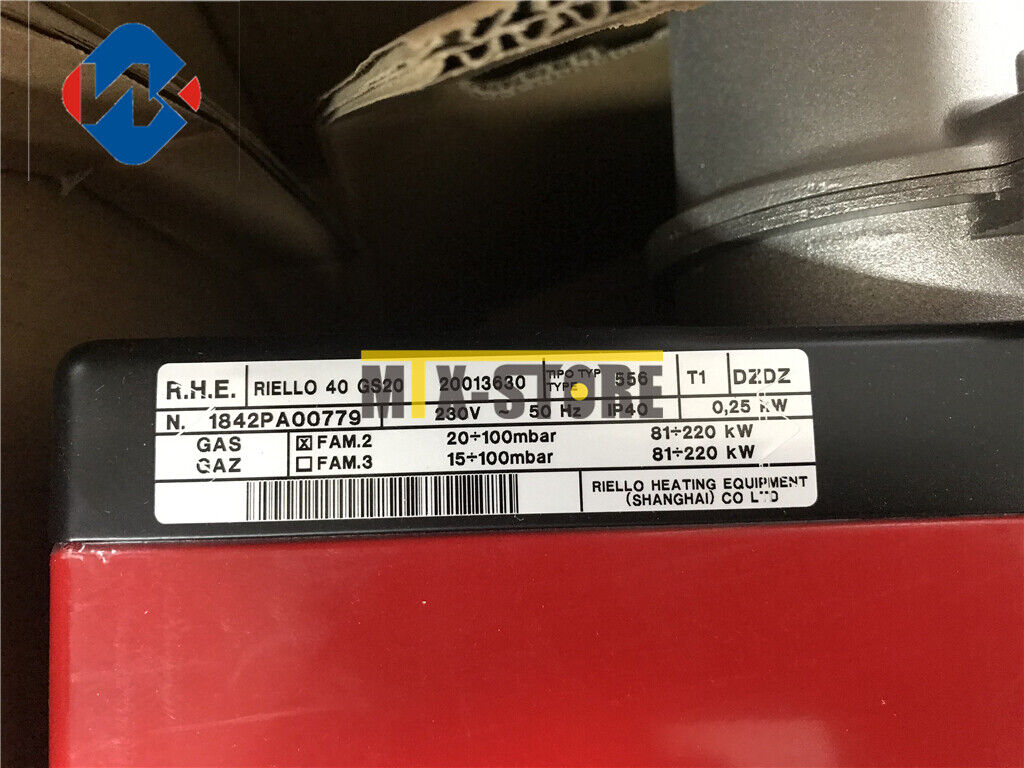 R.H.E. RIELLO 40 GS20 20013630 TIPO TYP TYPE 556 T1 DZDZ
N. 1842PA00779 230V 50 Hz IP40 0,25 KW
GAS ☒ FAM.2 20÷100mbar 81÷220 kW
GAZ ☐ FAM.3 15÷100mbar 81÷220 kW
RIELLO HEATING EQUIPMENT
(SHANGHAI) CO LTD
MTX-STORE